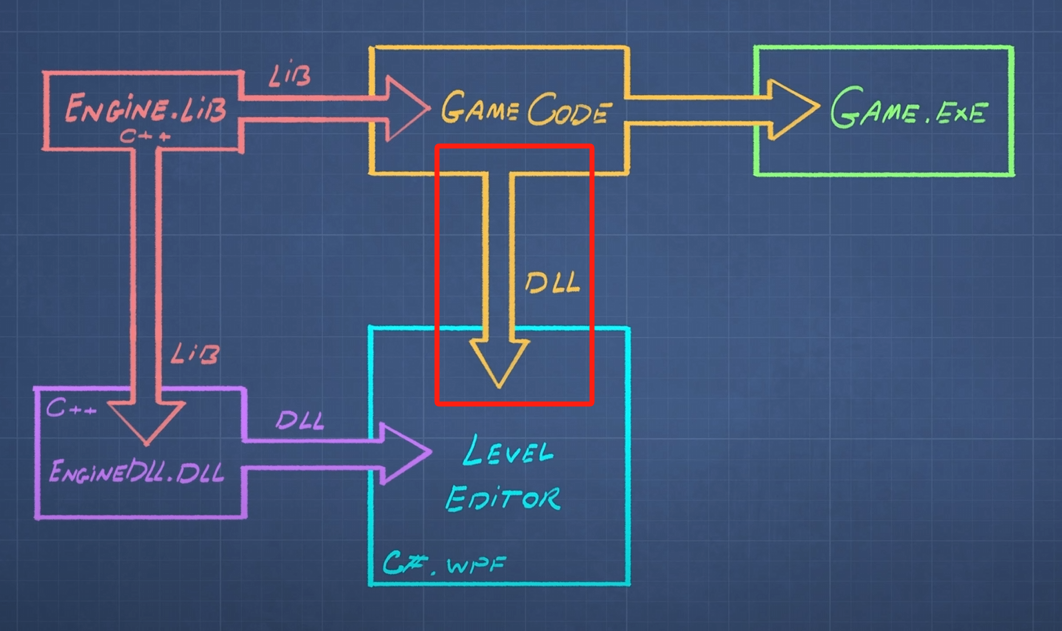 LiB
ENGINE.LiB
C++
GAME CODE
GAME.EXE
DLL
LiB
C++
ENGINEDLL.DLL
DLL
LEVEL
EDiTOR
C#.WPF